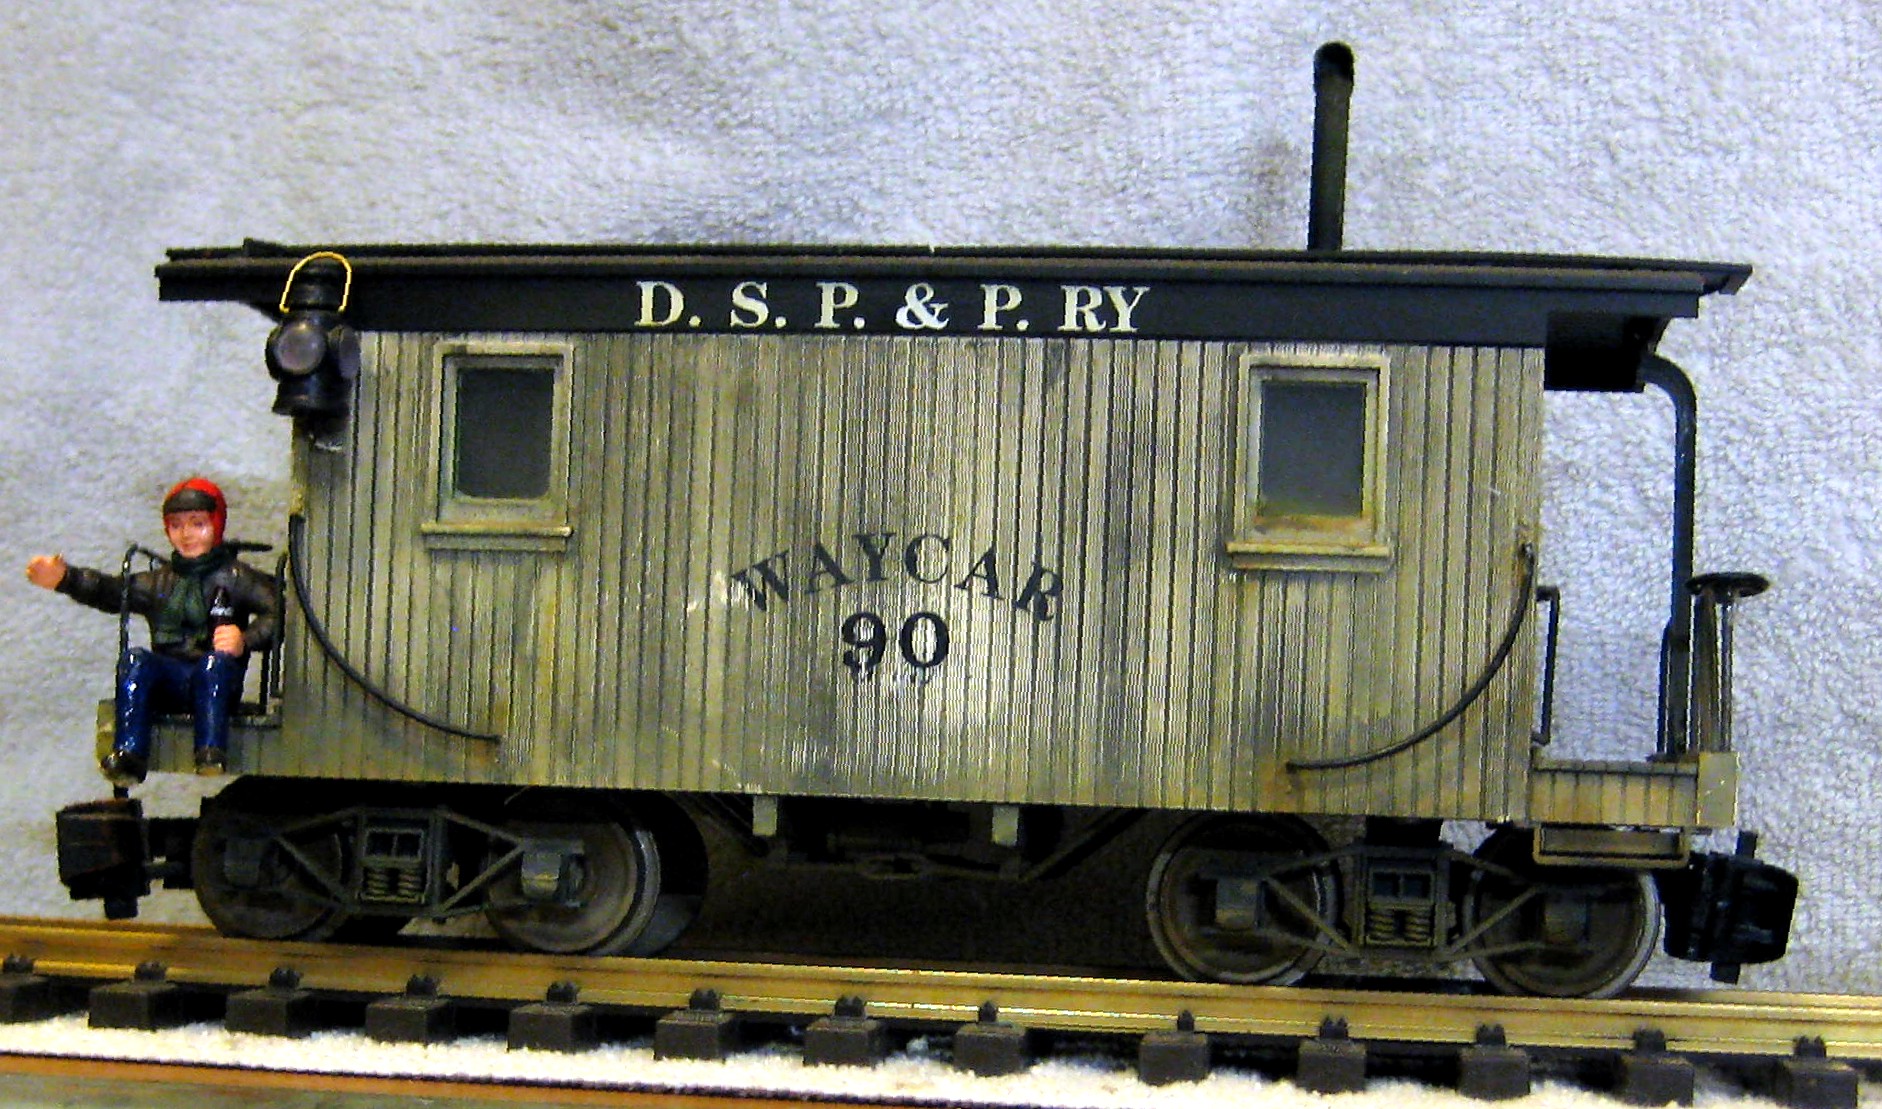 D. S. P. & P. RY
WAYCAR
90